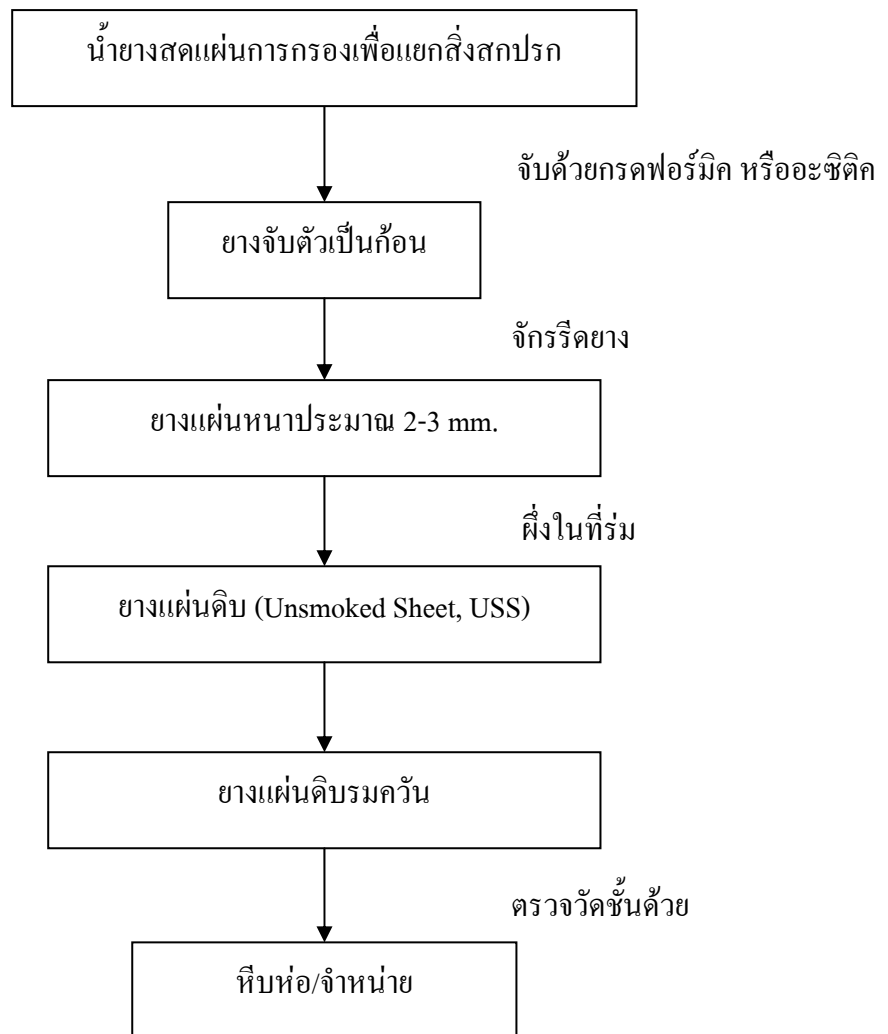 น้ำยางสดแผ่นการกรองเพื่อแยกสิ่งสกปรก
จับด้วยกรดฟอร์มิค หรืออะซิติค
ยางจับตัวเป็นก้อน
จักรรีดยาง
ยางแผ่นหนาประมาณ 2-3 mm.
ผึ่งในที่ร่ม
ยางแผ่นดิบ (Unsmoked Sheet, USS)
ยางแผ่นดิบรมควัน
ตรวจวัดชั้นด้วย
หีบห่อ/จำหน่าย